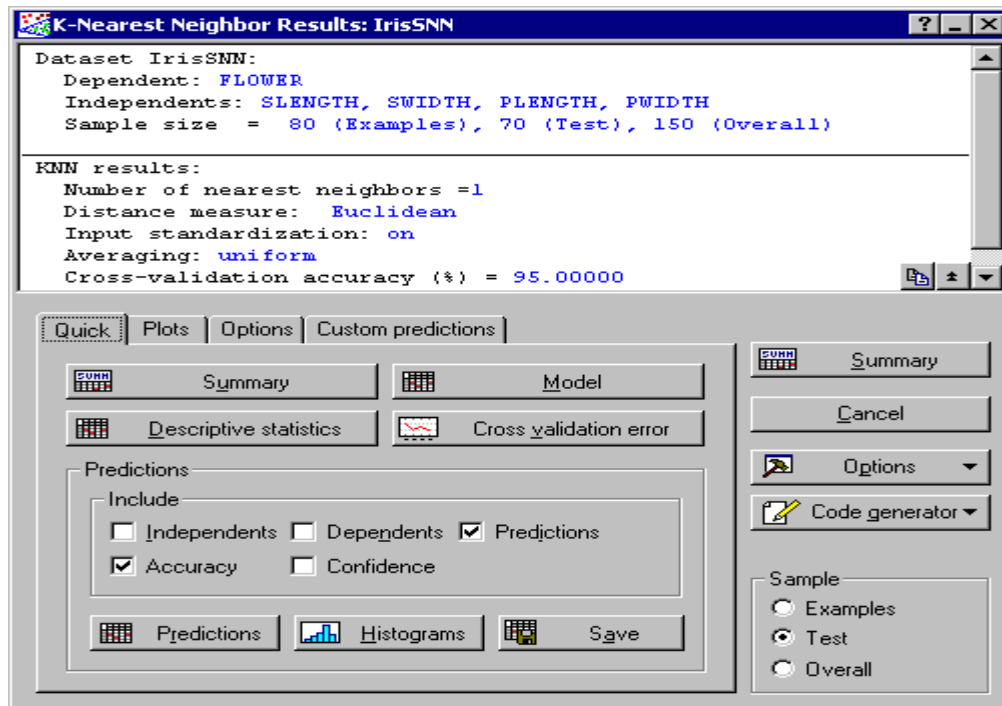 K-Nearest Neighbor Results: IrisSNN
Dataset IrisSNN:
Dependent: FLOWER
Independents: SLENGTH, SWIDTH, PLENGTH, PWIDTH
Sample size = 80 (Examples), 70 (Test), 150 (Overall)
KNN results:
Number of nearest neighbors =1
Distance measure: Euclidean
Input standardization: on
Averaging: uniform
Cross-validation accuracy (%) = 95.00000
Quick Plots Options Custom predictions
Summary Model
Descriptive statistics Cross validation error
Predictions
Include
Independents Dependents Predictions
Accuracy Confidence
Predictions Histograms Save
SUMM Summary
Cancel
Options
Code generator
Sample
Examples
Test
Overall